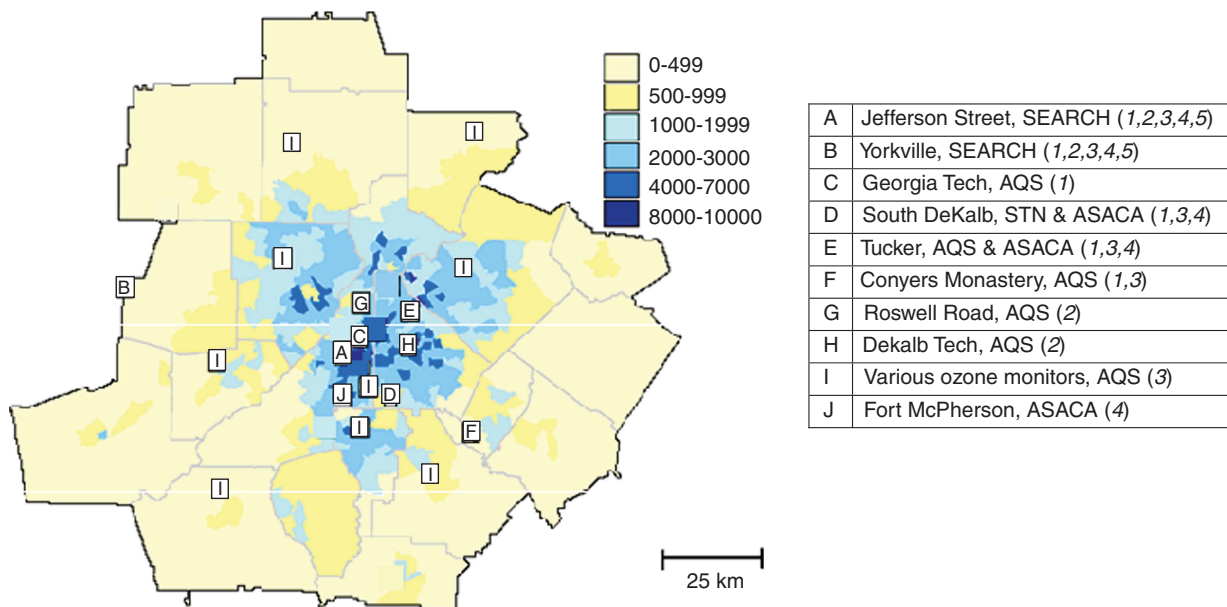 0-499
500-999
1000-1999
2000-3000
4000-7000
8000-10000
I
I
I
I
B
G
E
C
A
H
I
I
J
D
I
F
I
I
25 km
A Jefferson Street, SEARCH (1,2,3,4,5)
B Yorkville, SEARCH (1,2,3,4,5)
C Georgia Tech, AQS (1)
D South DeKalb, STN & ASACA (1,3,4)
E Tucker, AQS & ASACA (1,3,4)
F Conyers Monastery, AQS (1,3)
G Roswell Road, AQS (2)
H Dekalb Tech, AQS (2)
I Various ozone monitors, AQS (3)
J Fort McPherson, ASACA (4)